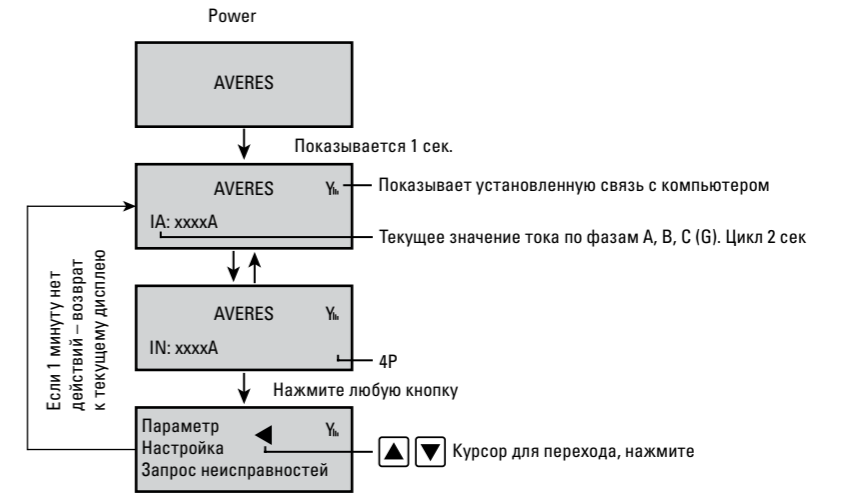 Power
AVERES
Показывается 1 сек.
AVERES
Показывает установленную связь с компьютером
IA: xxxxA
Текущее значение тока по фазам A, B, C (G). Цикл 2 сек
AVERES
IN: xxxxA
4P
Нажмите любую кнопку
Если 1 минуту нет
действий – возврат
к текущему дисплею
Параметр
Настройка
Запрос неисправностей
Курсор для перехода, нажмите